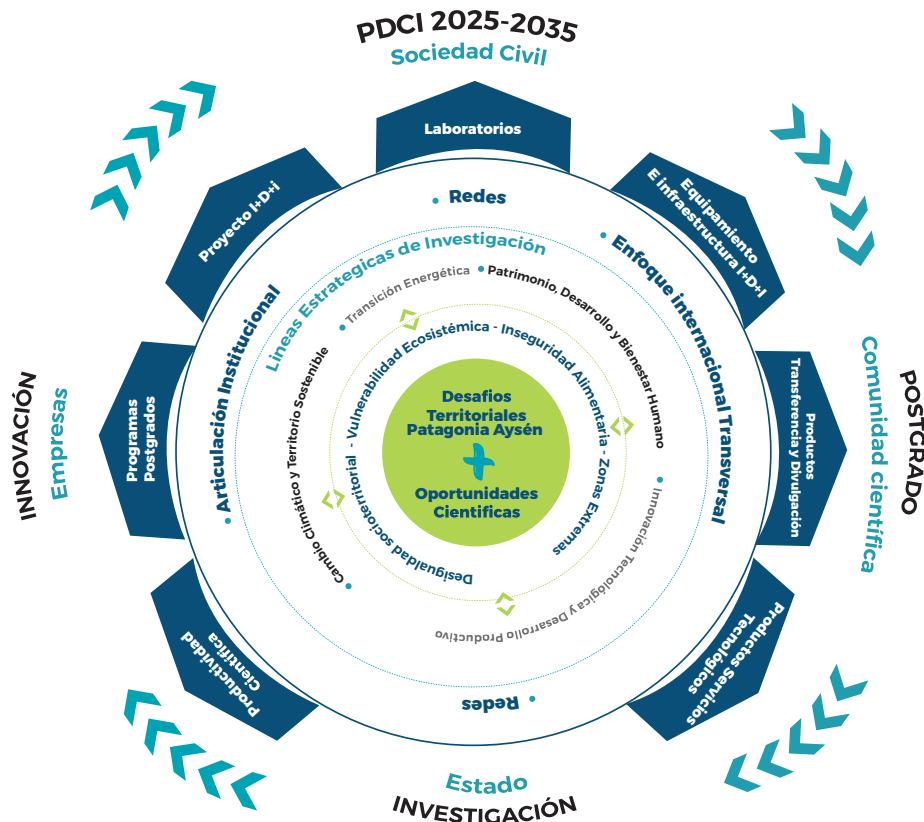 PDCI 2025-2035
Sociedad Civil
Laboratorios
Equipamiento
E infraestructura I+D+I
Productos
Transferencia y Divulgación
Productos Servicios
Tecnológicos
Productividad
Científica
Programas
Postgrados
Proyecto I+D+i
INNOVACIÓN
Empresas
POSTGRADO
Comunidad científica
Estado
INVESTIGACIÓN
• Redes
• Enfoque internacional Transversal
• Redes
• Articulación Institucional
Lineas Estrategicas de Investigación
• Transición Energética
• Patrimonio, Desarrollo y Bienestar Humano
• Innovación Tecnológica y Desarrollo Productivo
• Cambio Climático y Territorio Sostenible
Desigualdad socioterritorial - Vulnerabilidad Ecosistémica - Inseguridad Alimentaria - Zonas Extremas
Desafios
Territoriales
Patagonia Aysén
+
Oportunidades
Cientificas